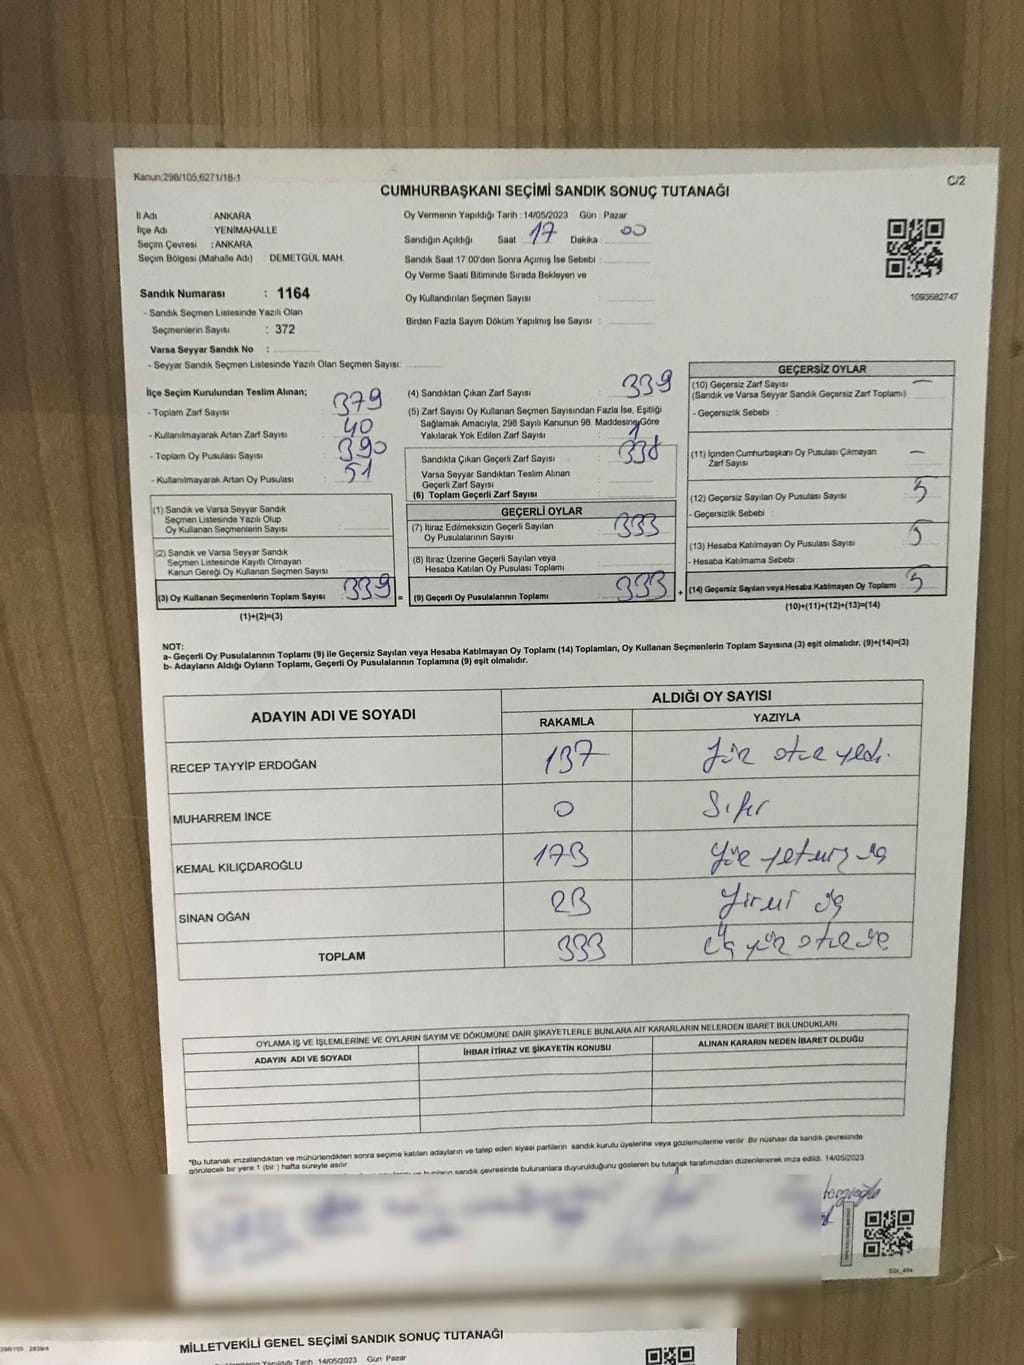 Kanun:298/105,6271/18-1
C/2
CUMHURBAŞKANI SEÇİMİ SANDIK SONUÇ TUTANAĞI
İl Adı : ANKARA
İlçe Adı : YENİMAHALLE
Seçim Çevresi : ANKARA
Seçim Bölgesi (Mahalle Adı) : DEMETGÜL MAH.
Sandık Numarası : 1164
- Sandık Seçmen Listesinde Yazılı Olan
Seçmenlerin Sayısı : 372
Varsa Seyyar Sandık No :
- Seyyar Sandık Seçmen Listesinde Yazılı Olan Seçmen Sayısı:
Oy Vermenin Yapıldığı Tarih : 14/05/2023 Gün : Pazar
Sandığın Açıldığı Saat : 17 Dakika : 00
Sandık Saat 17.00'den Sonra Açımış İse Sebebi :
Oy Verme Saati Bitiminde Sırada Bekleyen ve
Oy Kullandırılan Seçmen Sayısı :
Birden Fazla Sayım Döküm Yapılmış İse Sayısı :
1093682747
İlçe Seçim Kurulundan Teslim Alınan;
- Toplam Zarf Sayısı : 379
- Kullanılmayarak Artan Zarf Sayısı : 40
- Toplam Oy Pusulası Sayısı : 390
- Kullanılmayarak Artan Oy Pusulası : 51
(1) Sandık ve Varsa Seyyar Sandık
Seçmen Listesinde Yazılı Olup
Oy Kullanan Seçmenlerin Sayısı :
(2) Sandık ve Varsa Seyyar Sandık
Seçmen Listesinde Kayıtlı Olmayan
Kanun Gereği Oy Kullanan Seçmen Sayısı :
(3) Oy Kullanan Seçmenlerin Toplam Sayısı : 339
(1)+(2)=(3)
(4) Sandıktan Çıkan Zarf Sayısı : 339
(5) Zarf Sayısı Oy Kullanan Seçmen Sayısından Fazla İse, Eşitliği
Sağlamak Amacıyla, 298 Sayılı Kanunun 98. Maddesine Göre
Yakılarak Yok Edilen Zarf Sayısı : 1
Sandıkta Çıkan Geçerli Zarf Sayısı : 338
Varsa Seyyar Sandıktan Teslim Alınan
Geçerli Zarf Sayısı :
(6) Toplam Geçerli Zarf Sayısı :
GEÇERLİ OYLAR
(7) İtiraz Edilmeksizin Geçerli Sayılan
Oy Pusulalarının Sayısı : 333
(8) İtiraz Üzerine Geçerli Sayılan veya
Hesaba Katılan Oy Pusulası Toplamı :
= (9) Geçerli Oy Pusulalarının Toplamı : 333 +
GEÇERSİZ OYLAR
(10) Geçersiz Zarf Sayısı : —
(Sandık ve Varsa Seyyar Sandık Geçersiz Zarf Toplamı)
- Geçersizlik Sebebi :
(11) İçinden Cumhurbaşkanı Oy Pusulası Çıkmayan
Zarf Sayısı : —
(12) Geçersiz Sayılan Oy Pusulası Sayısı : 5
- Geçersizlik Sebebi :
(13) Hesaba Katılmayan Oy Pusulası Sayısı : 5
- Hesaba Katılmama Sebebi :
(14) Geçersiz Sayılan veya Hesaba Katılmayan Oy Toplamı : 5
(10)+(11)+(12)+(13)=(14)
NOT:
a- Geçerli Oy Pusulalarının Toplamı (9) ile Geçersiz Sayılan veya Hesaba Katılmayan Oy Toplamı (14) Toplamları, Oy Kullanan Seçmenlerin Toplam Sayısına (3) eşit olmalıdır. (9)+(14)=(3)
b- Adayların Aldığı Oyların Toplamı, Geçerli Oy Pusulalarının Toplamına (9) eşit olmalıdır.
ADAYIN ADI VE SOYADI ALDIĞI OY SAYISI
RAKAMLA YAZIYLA
RECEP TAYYİP ERDOĞAN 137 Yüz otuz yedi.
MUHARREM İNCE 0 Sıfır
KEMAL KILIÇDAROĞLU 173 Yüz yetmiş üç
SİNAN OĞAN 23 Yirmi üç
TOPLAM 333 Üç yüz otuz üç
OYLAMA İŞ VE İŞLEMLERİNE VE OYLARIN SAYIM VE DÖKÜMÜNE DAİR ŞİKAYETLERLE BUNLARA AİT KARARLARIN NELERDEN İBARET BULUNDUKLARI
ADAYIN ADI VE SOYADI İHBAR İTİRAZ VE ŞİKAYETİN KONUSU ALINAN KARARIN NEDEN İBARET OLDUĞU
"Bu tutanak imzalandıktan ve mühürlendikten sonra seçime katılan adayların ve talep eden siyasi partilerin sandık kurulu üyelerine veya gözlemcilerine verilir. Bir nüshası da sandık çevresinde
görülecek bir yere 1 (bir) hafta süreyle asılır.
sandık çevresinde bulunanlara duyurulduğunu gösteren bu tutanak tarafımızdan düzenlenerek imza edildi. 14/05/2023
MİLLETVEKİLİ GENEL SEÇİMİ SANDIK SONUÇ TUTANAĞI
Tarih : 14/05/2023 Gün: Pazar